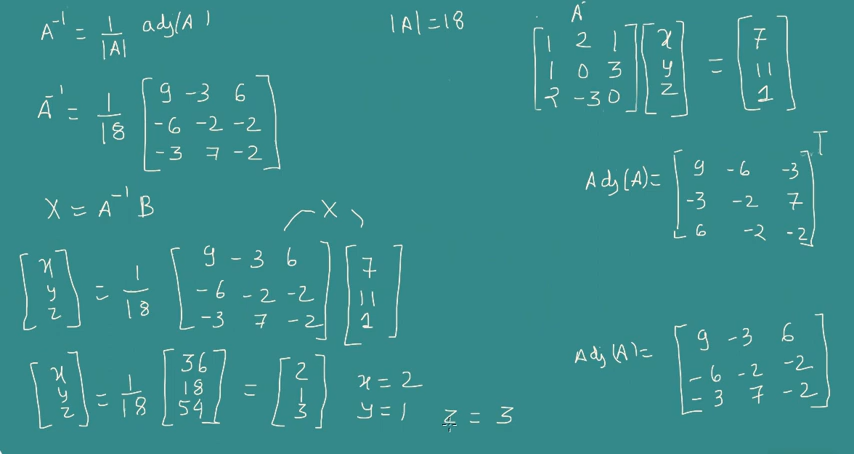 A⁻¹ = 1/|A| adj(A)
|A| = 18
A⁻¹ = 1/18 [9 -3 6
-6 -2 -2
-3 7 -2]
X = A⁻¹ B
X
[x
y
z] = 1/18 [9 -3 6
-6 -2 -2
-3 7 -2] [7
11
1]
[x
y
z] = 1/18 [36
18
54] = [2
1
3]
x = 2
y = 1
z = 3
A
[1 2 1
1 0 3
2 -3 0] [x
y
z] = [7
11
1]
Adj(A) = [9 -6 -3
-3 -2 7
6 -2 -2]ᵀ
Adj(A) = [9 -3 6
-6 -2 -2
-3 7 -2]